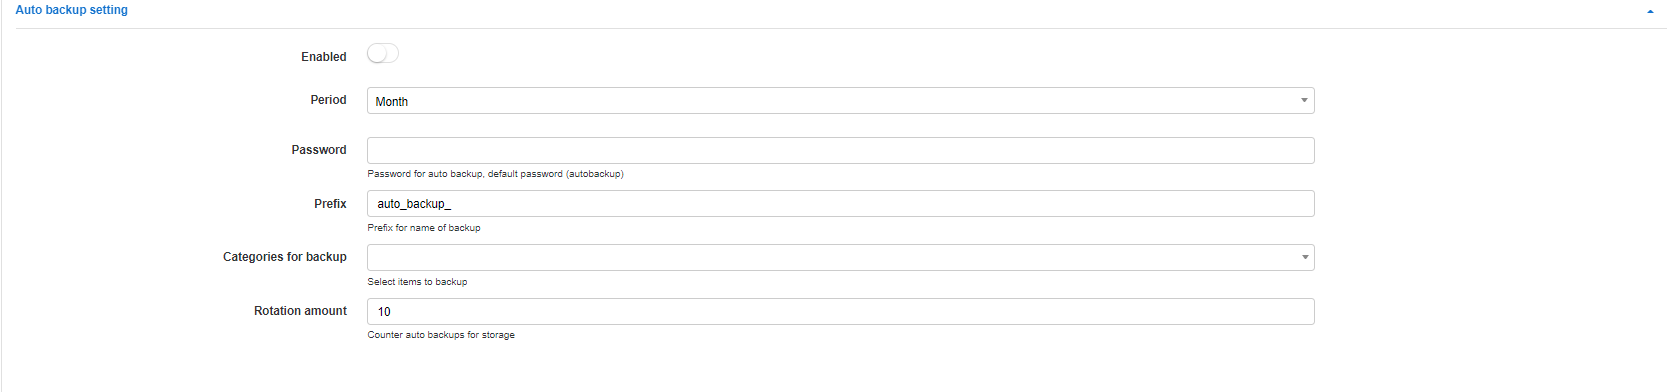 Auto backup setting
Enabled
Period Month
Password
Password for auto backup, default password (autobackup)
Prefix auto_backup_
Prefix for name of backup
Categories for backup
Select items to backup
Rotation amount 10
Counter auto backups for storage